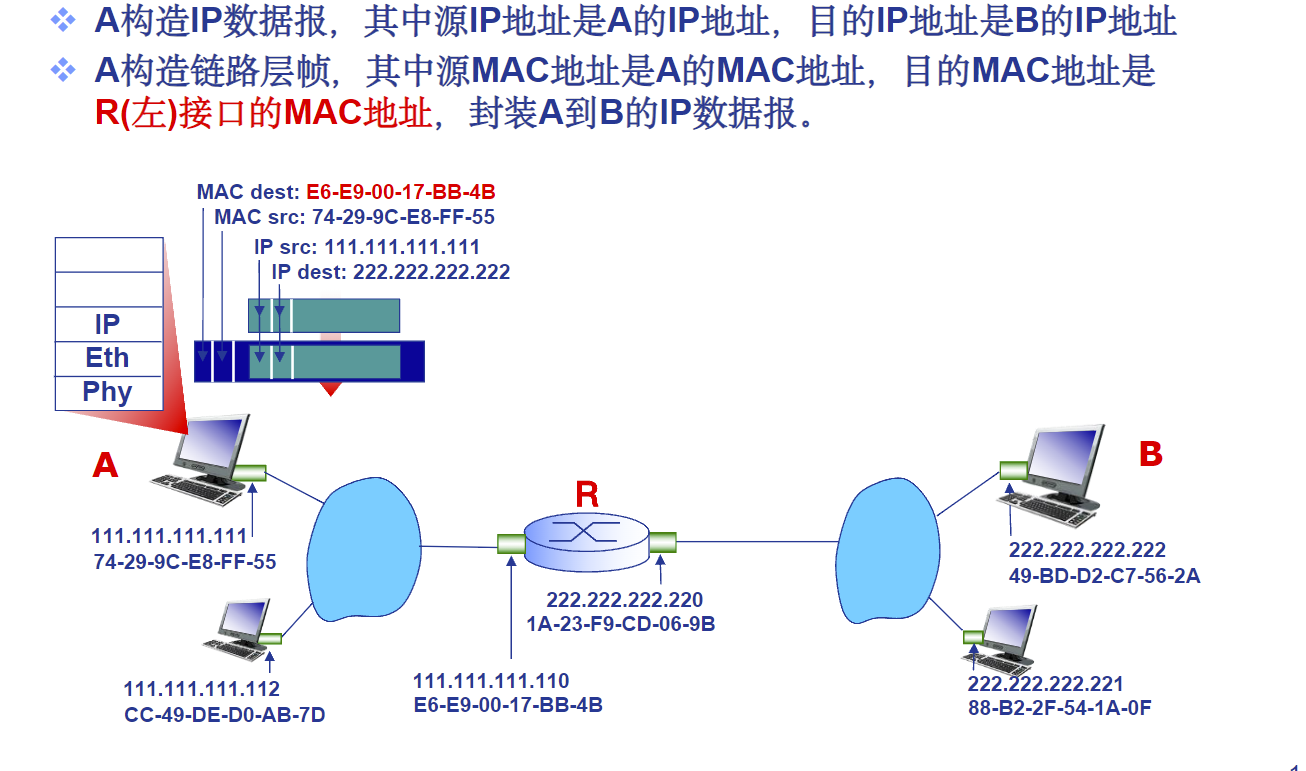 A构造IP数据报，其中源IP地址是A的IP地址，目的IP地址是B的IP地址
A构造链路层帧，其中源MAC地址是A的MAC地址，目的MAC地址是
R(左)接口的MAC地址，封装A到B的IP数据报。
MAC dest: E6-E9-00-17-BB-4B
MAC src: 74-29-9C-E8-FF-55
IP src: 111.111.111.111
IP dest: 222.222.222.222
IP
Eth
Phy
A
B
R
111.111.111.111
74-29-9C-E8-FF-55
222.222.222.222
49-BD-D2-C7-56-2A
222.222.222.220
1A-23-F9-CD-06-9B
111.111.111.112
CC-49-DE-D0-AB-7D
111.111.111.110
E6-E9-00-17-BB-4B
222.222.222.221
88-B2-2F-54-1A-0F